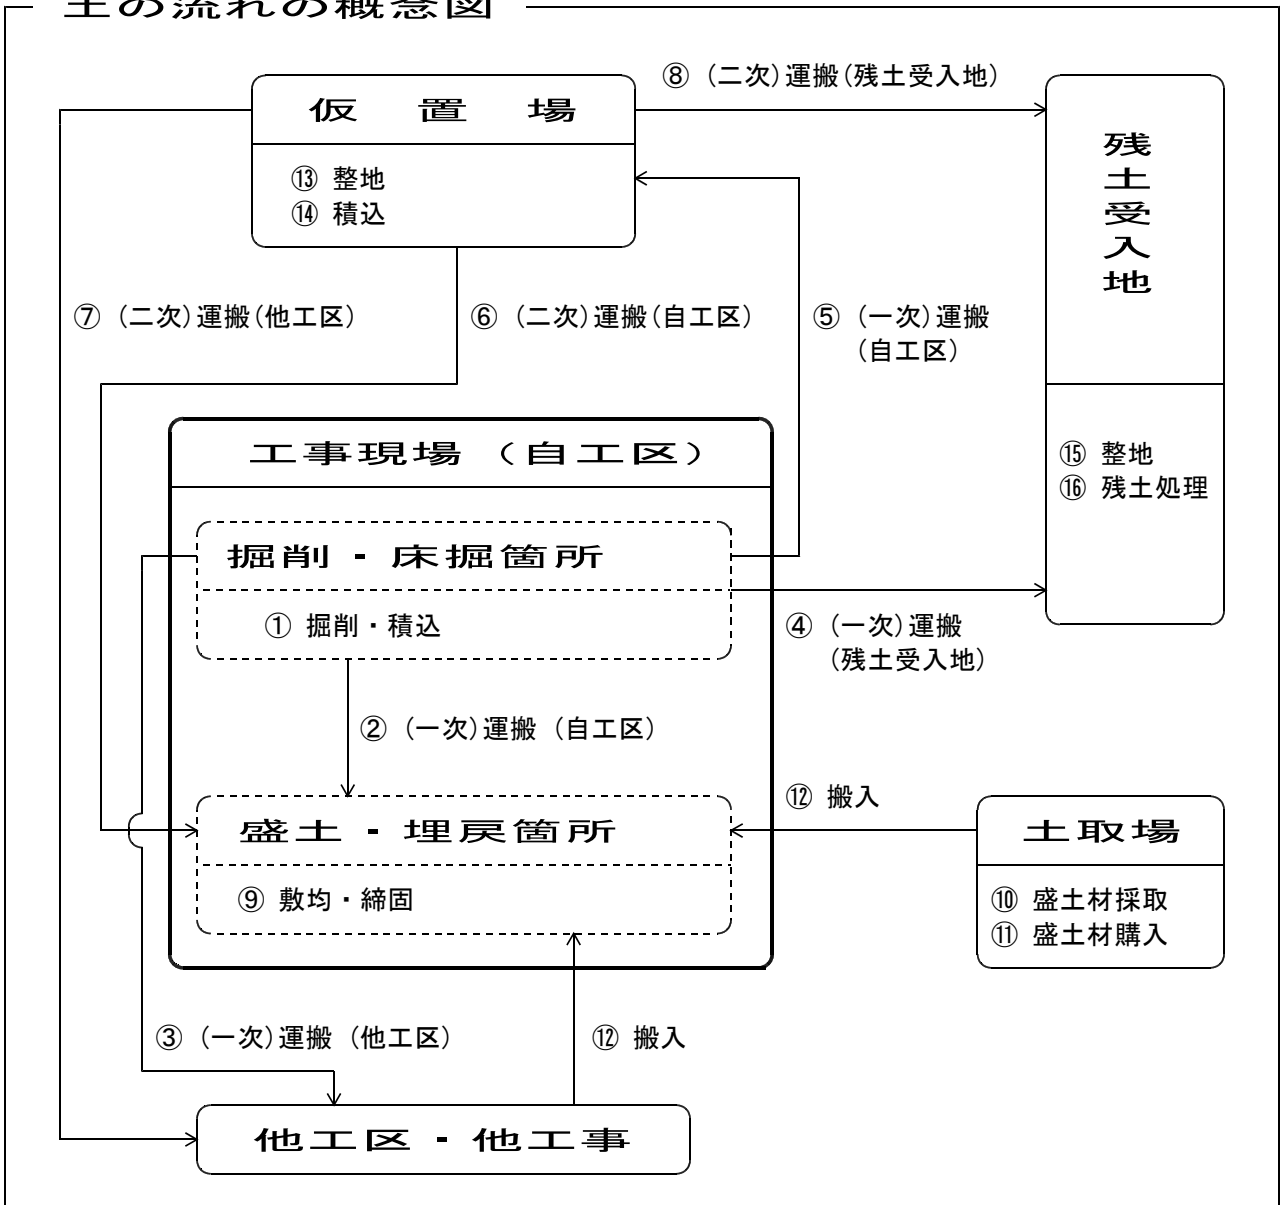 土の流れの概念図
⑧ (二次)運搬(残土受入地)
仮置場
⑬ 整地
⑭ 積込
残土受入地
⑦ (二次)運搬(他工区)
⑥ (二次)運搬(自工区)
⑤ (一次)運搬
(自工区)
工事現場 (自工区)
⑮ 整地
⑯ 残土処理
掘削・床掘箇所
① 掘削・積込
④ (一次)運搬
(残土受入地)
② (一次)運搬 (自工区)
⑫ 搬入
盛土・埋戻箇所
土取場
⑨ 敷均・締固
⑩ 盛土材採取
⑪ 盛土材購入
③ (一次)運搬 (他工区)
⑫ 搬入
他工区・他工事